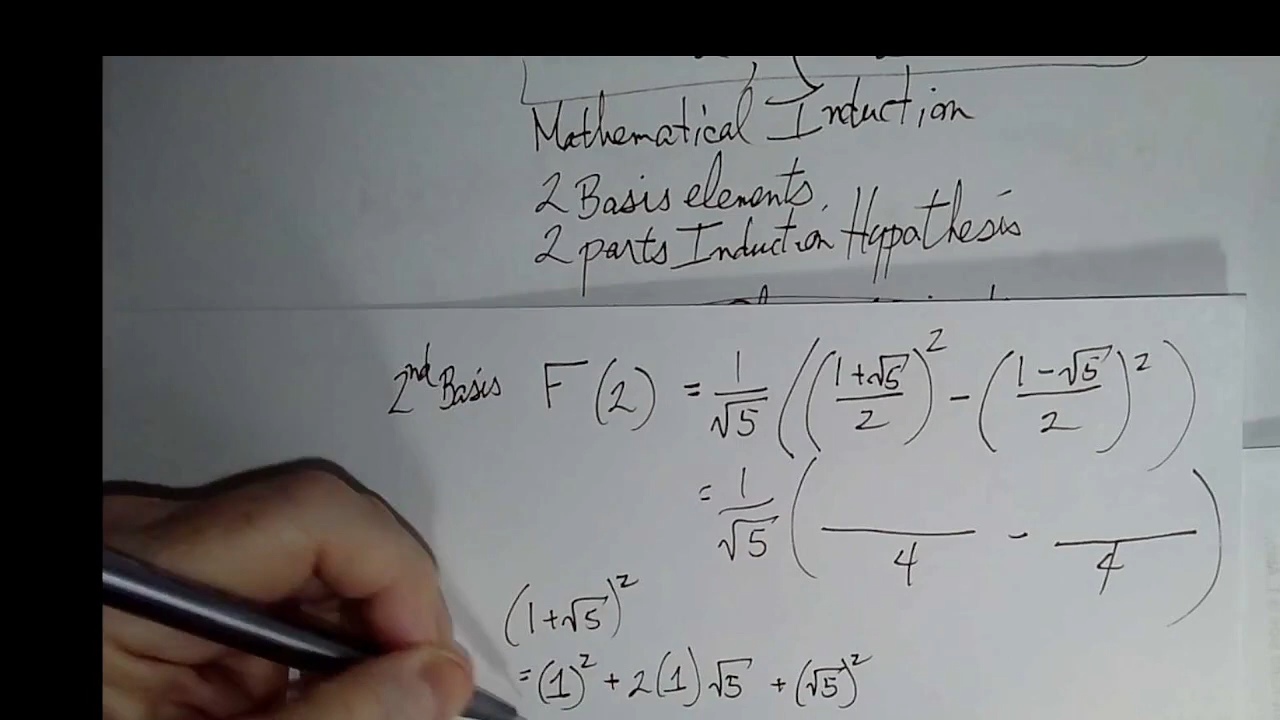 Mathematical Induction
2 Basis elements.
2 parts Induction Hypothesis
2nd Basis F(2) = 1/√5 (((1+√5)/2)^2 - ((1-√5)/2)^2)
= 1/√5 ( /4 - /4 )
(1+√5)^2
= (1)^2 + 2(1)√5 + (√5)^2